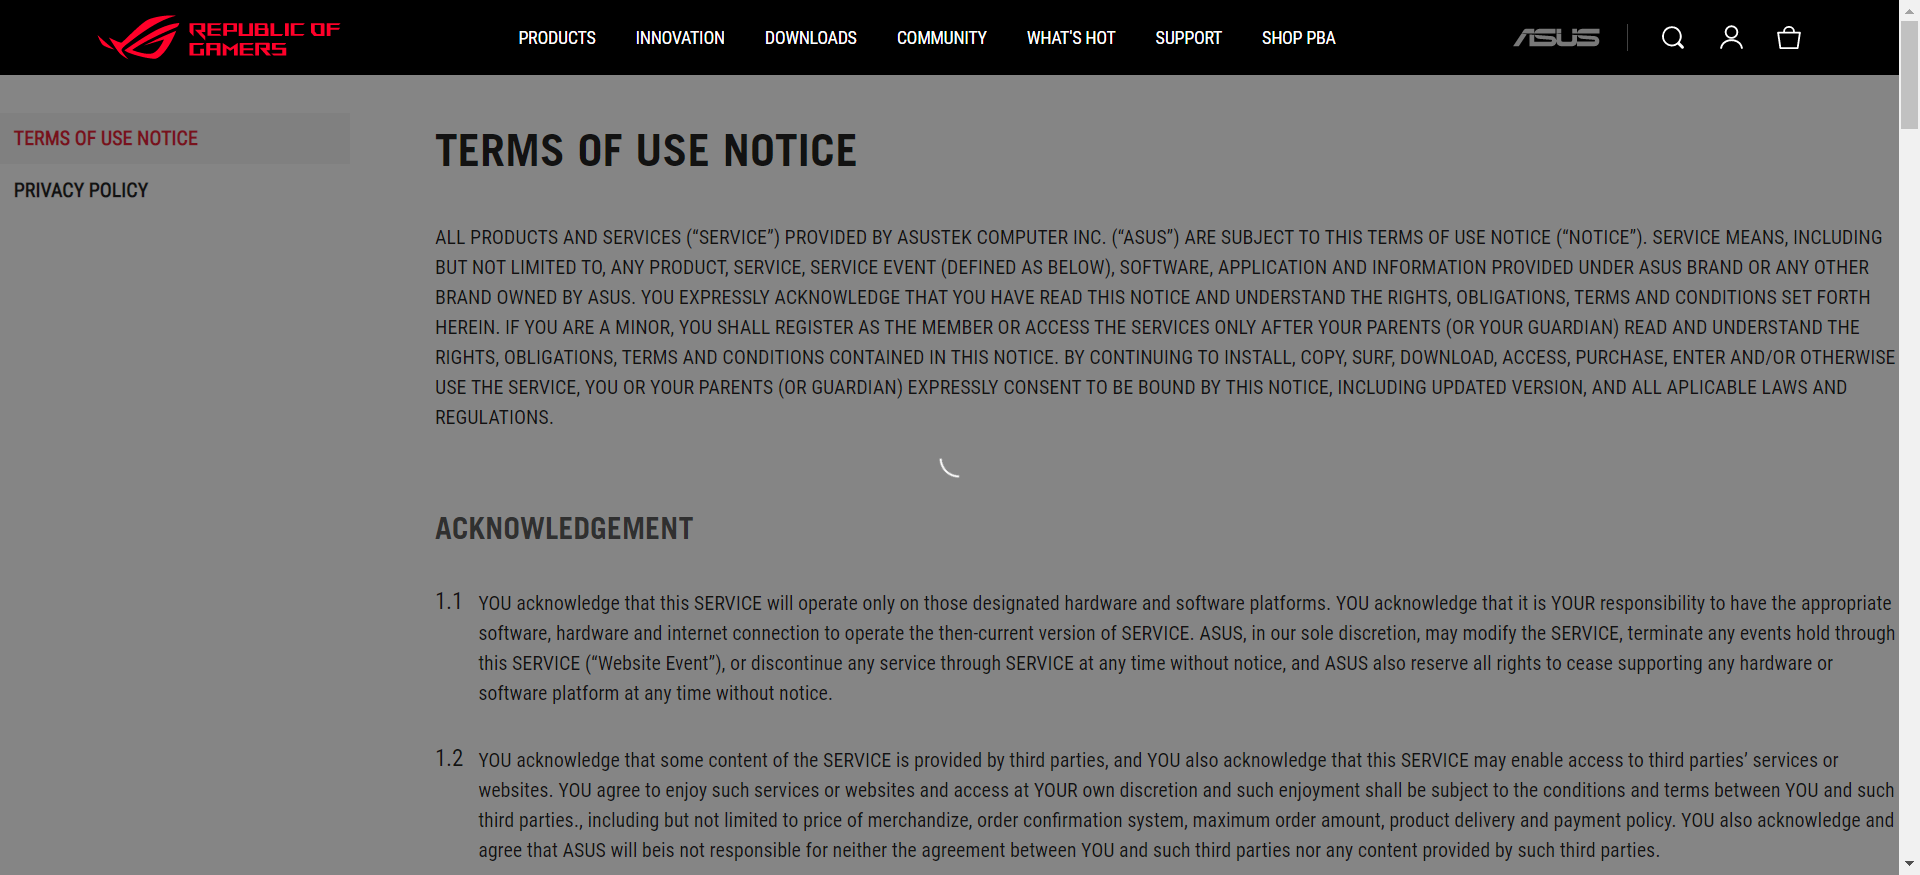 REPUBLIC OF
GAMERS
PRODUCTS INNOVATION DOWNLOADS COMMUNITY WHAT'S HOT SUPPORT SHOP PBA
ASUS
TERMS OF USE NOTICE
PRIVACY POLICY
TERMS OF USE NOTICE
ALL PRODUCTS AND SERVICES (“SERVICE”) PROVIDED BY ASUSTEK COMPUTER INC. (“ASUS”) ARE SUBJECT TO THIS TERMS OF USE NOTICE (“NOTICE”). SERVICE MEANS, INCLUDING
BUT NOT LIMITED TO, ANY PRODUCT, SERVICE, SERVICE EVENT (DEFINED AS BELOW), SOFTWARE, APPLICATION AND INFORMATION PROVIDED UNDER ASUS BRAND OR ANY OTHER
BRAND OWNED BY ASUS. YOU EXPRESSLY ACKNOWLEDGE THAT YOU HAVE READ THIS NOTICE AND UNDERSTAND THE RIGHTS, OBLIGATIONS, TERMS AND CONDITIONS SET FORTH
HEREIN. IF YOU ARE A MINOR, YOU SHALL REGISTER AS THE MEMBER OR ACCESS THE SERVICES ONLY AFTER YOUR PARENTS (OR YOUR GUARDIAN) READ AND UNDERSTAND THE
RIGHTS, OBLIGATIONS, TERMS AND CONDITIONS CONTAINED IN THIS NOTICE. BY CONTINUING TO INSTALL, COPY, SURF, DOWNLOAD, ACCESS, PURCHASE, ENTER AND/OR OTHERWISE
USE THE SERVICE, YOU OR YOUR PARENTS (OR GUARDIAN) EXPRESSLY CONSENT TO BE BOUND BY THIS NOTICE, INCLUDING UPDATED VERSION, AND ALL APLICABLE LAWS AND
REGULATIONS.
ACKNOWLEDGEMENT
1.1 YOU acknowledge that this SERVICE will operate only on those designated hardware and software platforms. YOU acknowledge that it is YOUR responsibility to have the appropriate
software, hardware and internet connection to operate the then-current version of SERVICE. ASUS, in our sole discretion, may modify the SERVICE, terminate any events hold through
this SERVICE (“Website Event”), or discontinue any service through SERVICE at any time without notice, and ASUS also reserve all rights to cease supporting any hardware or
software platform at any time without notice.
1.2 YOU acknowledge that some content of the SERVICE is provided by third parties, and YOU also acknowledge that this SERVICE may enable access to third parties’ services or
websites. YOU agree to enjoy such services or websites and access at YOUR own discretion and such enjoyment shall be subject to the conditions and terms between YOU and such
third parties., including but not limited to price of merchandize, order confirmation system, maximum order amount, product delivery and payment policy. YOU also acknowledge and
agree that ASUS will beis not responsible for neither the agreement between YOU and such third parties nor any content provided by such third parties.